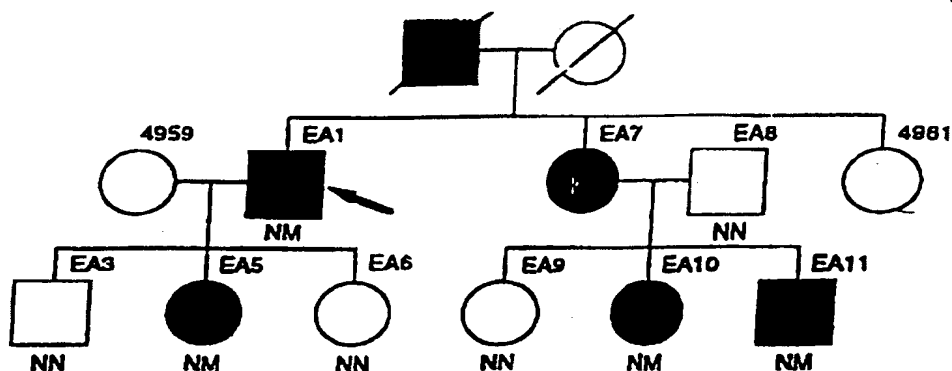 4959 EA1 EA7 EA8 4961
NM NN
EA3 EA5 EA6 EA9 EA10 EA11
NN NM NN NN NM NM